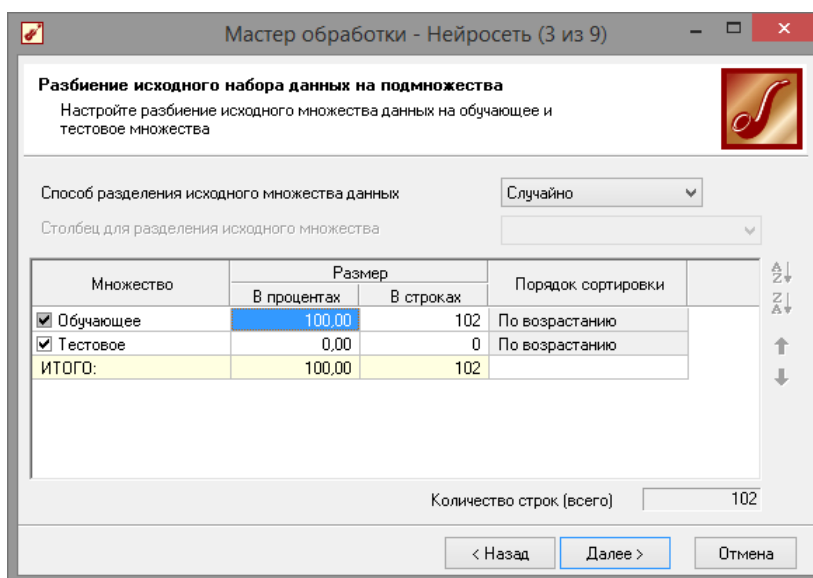 Мастер обработки - Нейросеть (3 из 9)
Разбиение исходного набора данных на подмножества
Настройте разбиение исходного множества данных на обучающее и
тестовое множества
Способ разделения исходного множества данных Случайно
Столбец для разделения исходного множества
Множество Размер Порядок сортировки
В процентах В строках
Обучающее 100,00 102 По возрастанию
Тестовое 0,00 0 По возрастанию
ИТОГО: 100,00 102
Количество строк (всего) 102
< Назад Далее > Отмена